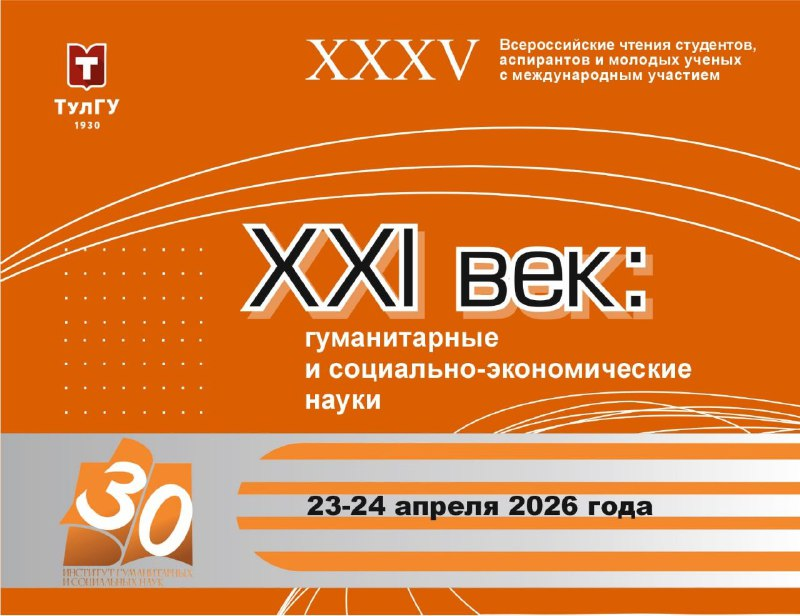 Т
ТулГУ
1930
XXXV
Всероссийские чтения студентов,
аспирантов и молодых ученых
с международным участием
XXI век:
гуманитарные
и социально-экономические
науки
30
ИНСТИТУТ ГУМАНИТАРНЫХ
И СОЦИАЛЬНЫХ НАУК
23-24 апреля 2026 года